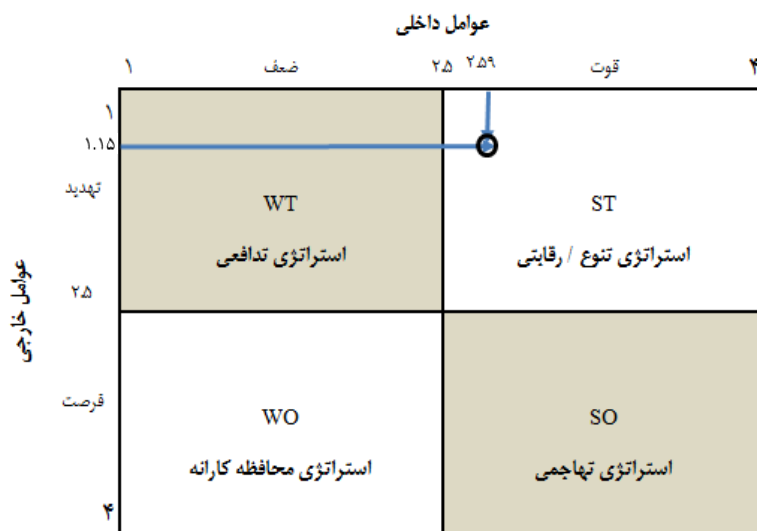 عوامل داخلی
۱ ضعف ۲.۵ ۲.۵۹ قوت ۴
۱
۱.۱۵
تهدید
WT ST
استراتژی تدافعی استراتژی تنوع / رقابتی
۲.۵
عوامل خارجی
فرصت
WO SO
استراتژی محافظه کارانه استراتژی تهاجمی
۴